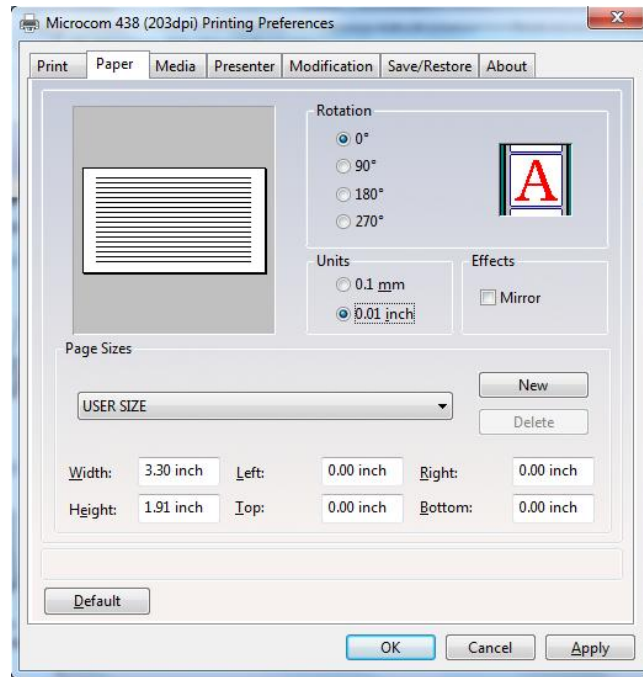 Microcom 438 (203dpi) Printing Preferences
X
Print Paper Media Presenter Modification Save/Restore About
Rotation
0°
90°
180°
270°
A
Units
0.1 mm
0.01 inch
Effects
Mirror
Page Sizes
USER SIZE
New
Delete
Width: 3.30 inch Left: 0.00 inch Right: 0.00 inch
Height: 1.91 inch Top: 0.00 inch Bottom: 0.00 inch
Default
OK Cancel Apply